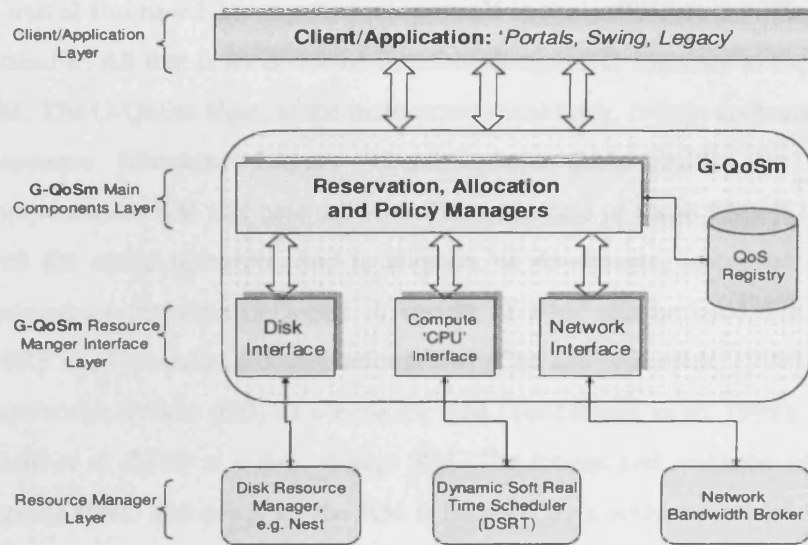 Client/Application
Layer
Client/Application: 'Portals, Swing, Legacy'
G-QoSm
G-QoSm Main
Components Layer
Reservation, Allocation
and Policy Managers
QoS
Registry
G-QoSm Resource
Manger Interface
Layer
Disk
Interface
Compute
'CPU'
Interface
Network
Interface
Resource Manager
Layer
Disk Resource
Manager,
e.g. Nest
Dynamic Soft Real
Time Scheduler
(DSRT)
Network
Bandwidth Broker